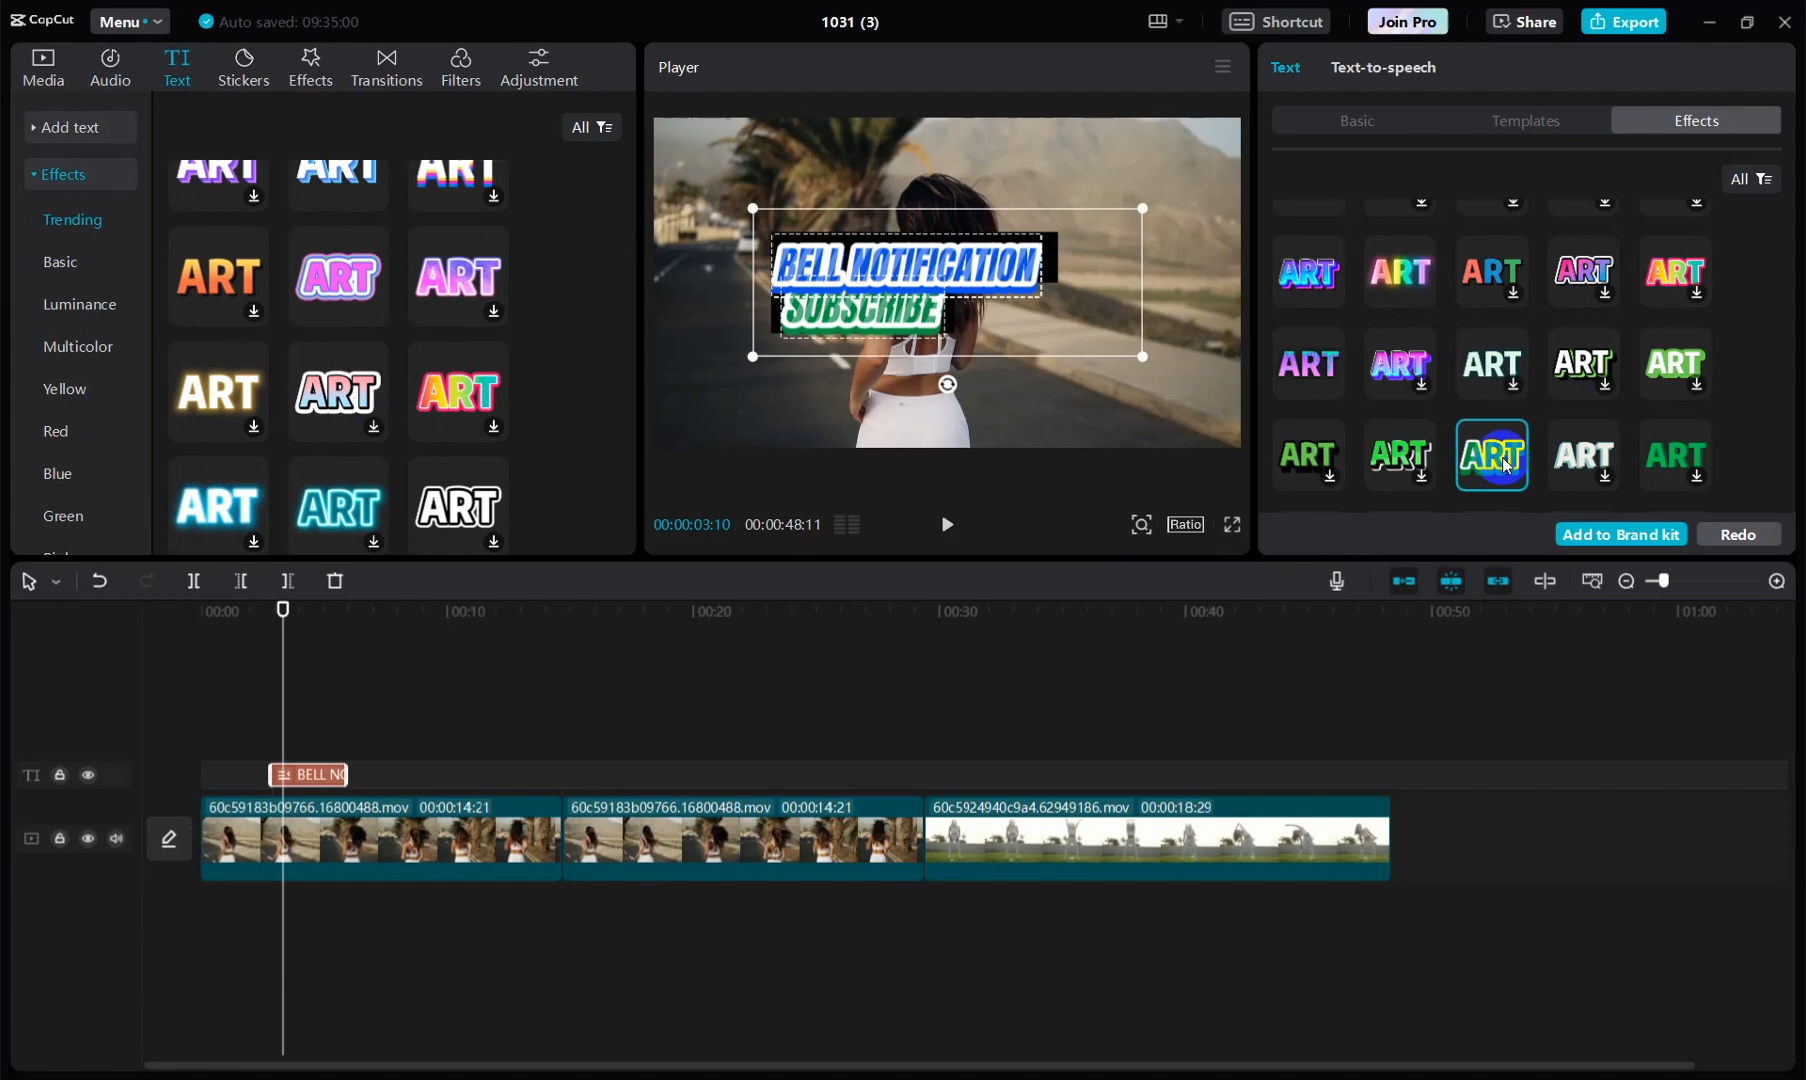 CapCut
Menu
Auto saved: 09:35:00
1031 (3)
Shortcut
Join Pro
Share
Export
Media
Audio
TI
Text
Stickers
Effects
Transitions
Filters
Adjustment
Add text
Effects
Trending
Basic
Luminance
Multicolor
Yellow
Red
Blue
Green
All
ART ART ART
ART ART ART
ART ART ART
ART ART ART
Player
BELL NOTIFICATION
SUBSCRIBE
00:00:03:10 00:00:48:11
Ratio
Text Text-to-speech
Basic Templates Effects
All
ART ART ART ART ART
ART ART ART ART ART
ART ART ART ART ART
Add to Brand kit Redo
00:00 00:10 00:20 00:30 00:40 00:50 01:00
TI
BELL NO
60c59183b09766.16800488.mov 00:00:14:21
60c59183b09766.16800488.mov 00:00:14:21
60c5924940c9a4.62949186.mov 00:00:18:29